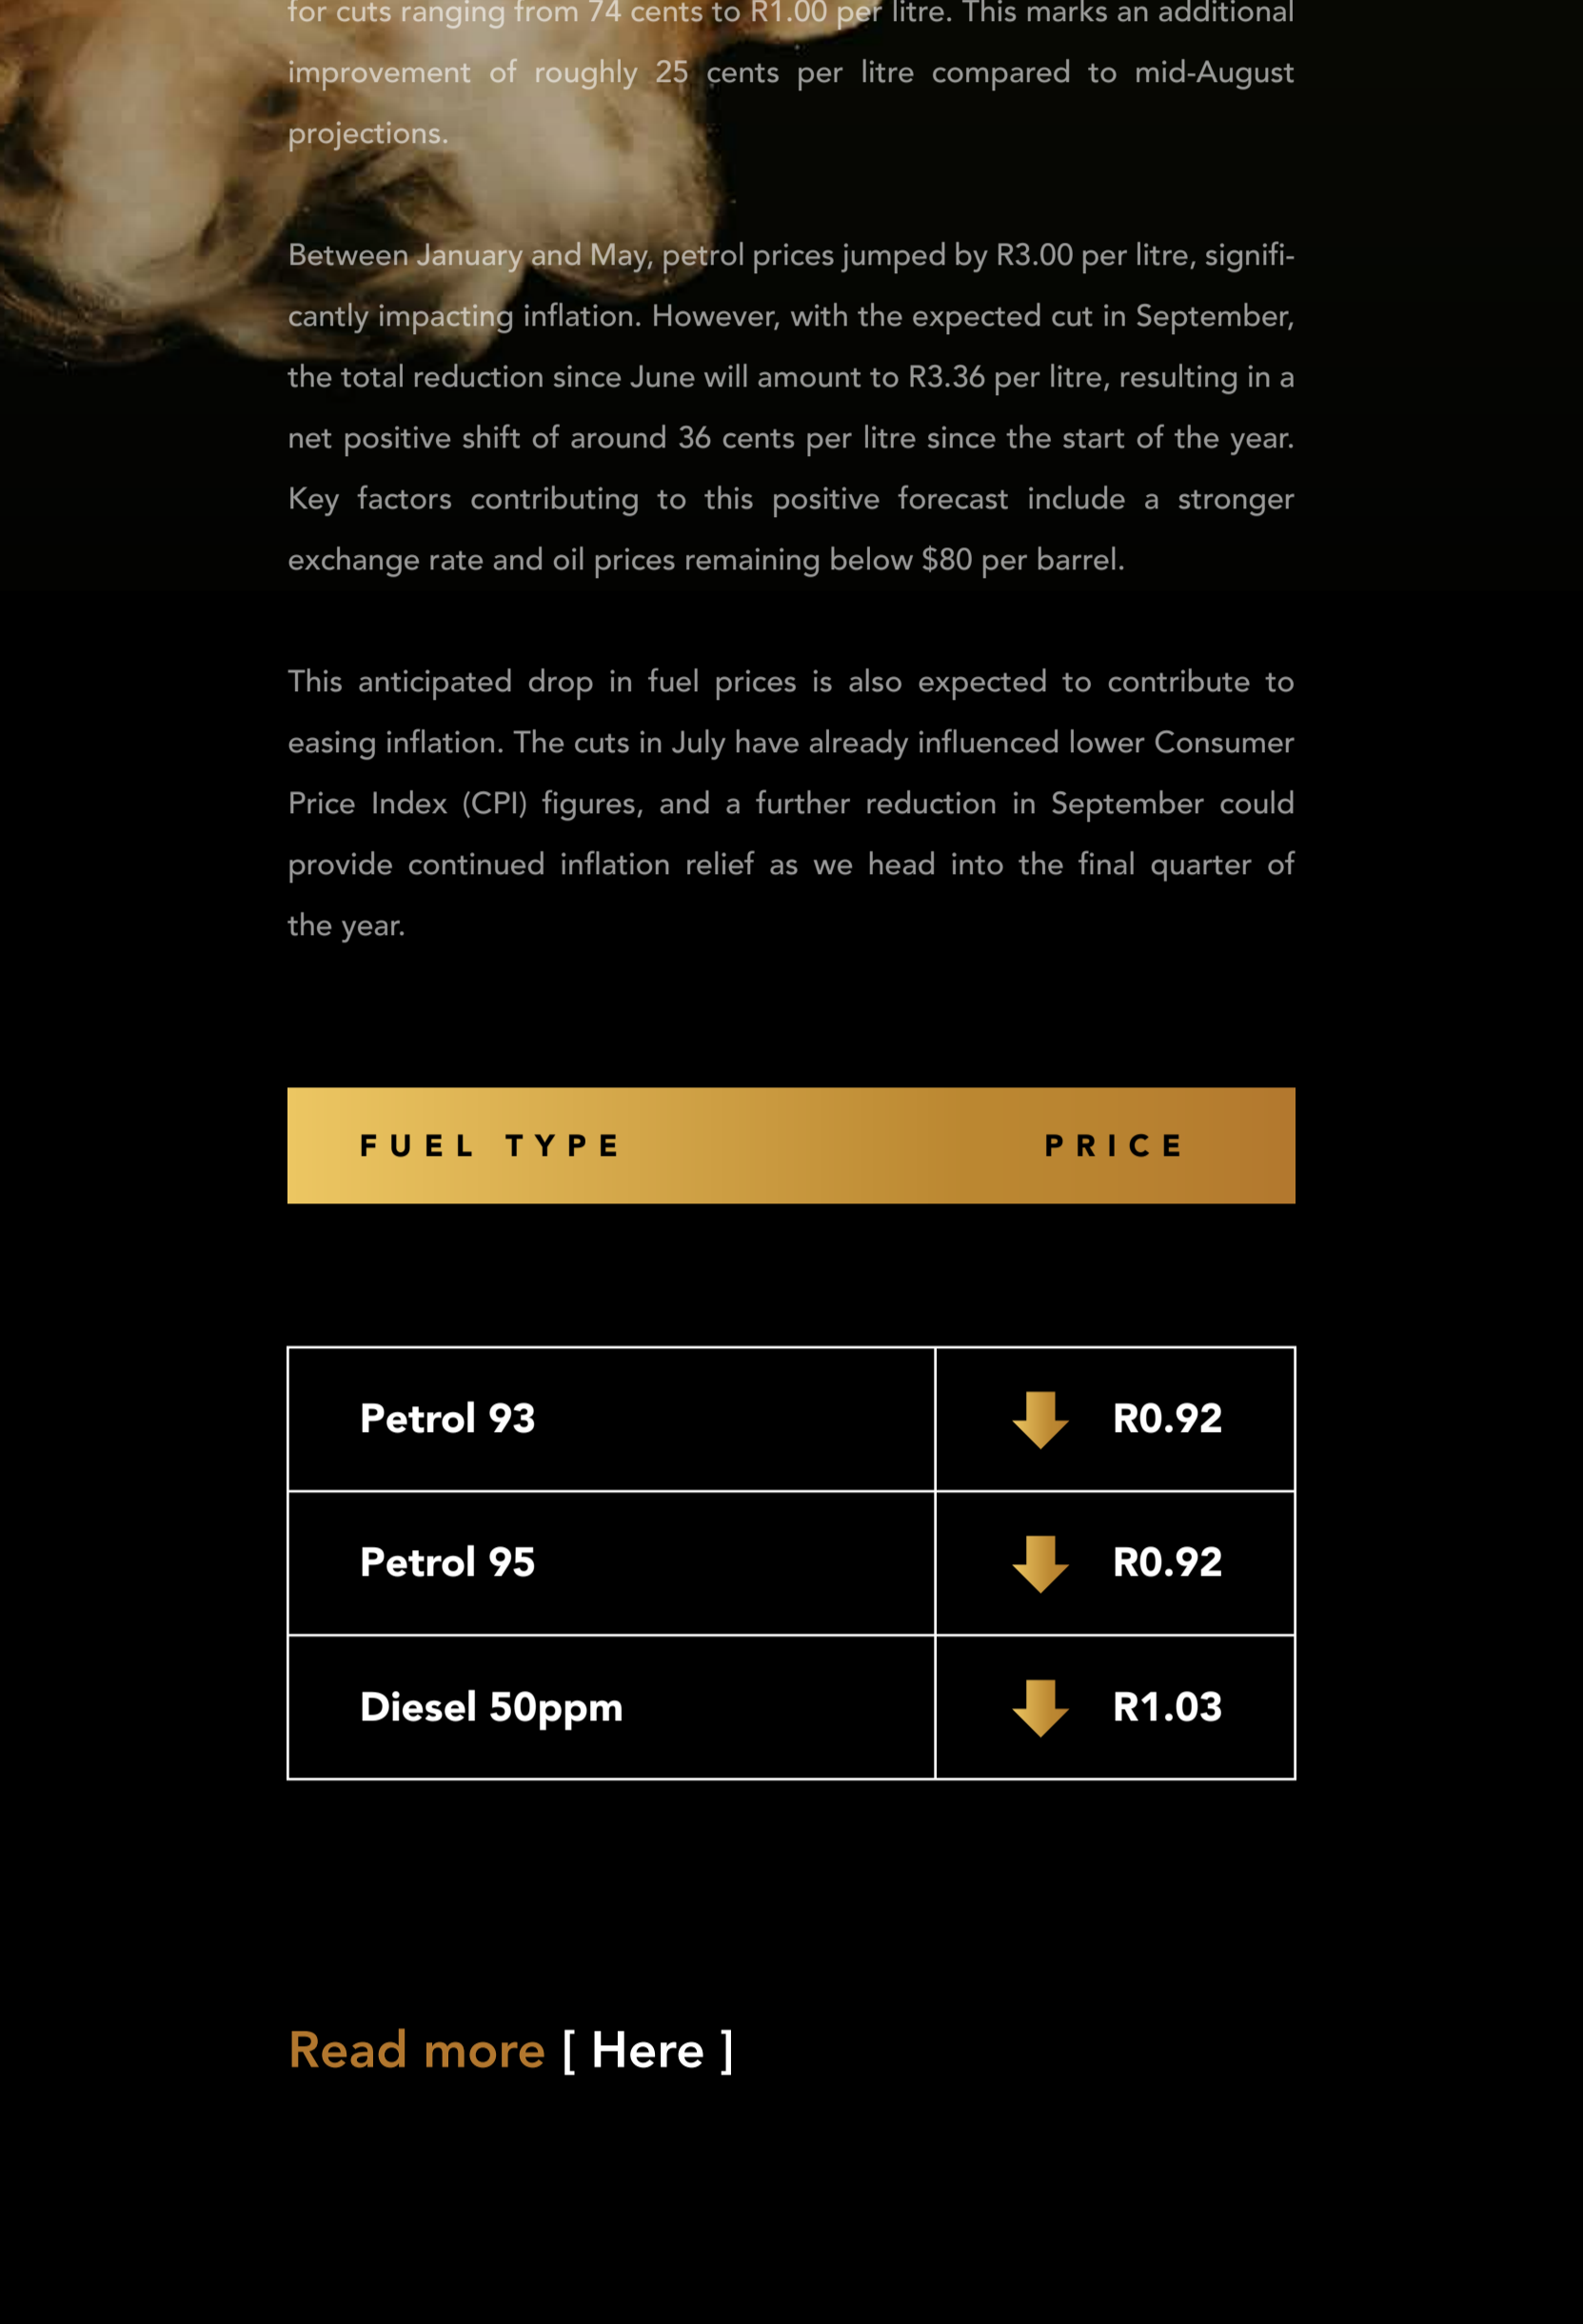 for cuts ranging from 74 cents to R1.00 per litre. This marks an additional
improvement of roughly 25 cents per litre compared to mid-August
projections.
Between January and May, petrol prices jumped by R3.00 per litre, signifi-
cantly impacting inflation. However, with the expected cut in September,
the total reduction since June will amount to R3.36 per litre, resulting in a
net positive shift of around 36 cents per litre since the start of the year.
Key factors contributing to this positive forecast include a stronger
exchange rate and oil prices remaining below $80 per barrel.
This anticipated drop in fuel prices is also expected to contribute to
easing inflation. The cuts in July have already influenced lower Consumer
Price Index (CPI) figures, and a further reduction in September could
provide continued inflation relief as we head into the final quarter of
the year.
FUEL TYPE PRICE
Petrol 93 R0.92
Petrol 95 R0.92
Diesel 50ppm R1.03
Read more [ Here ]